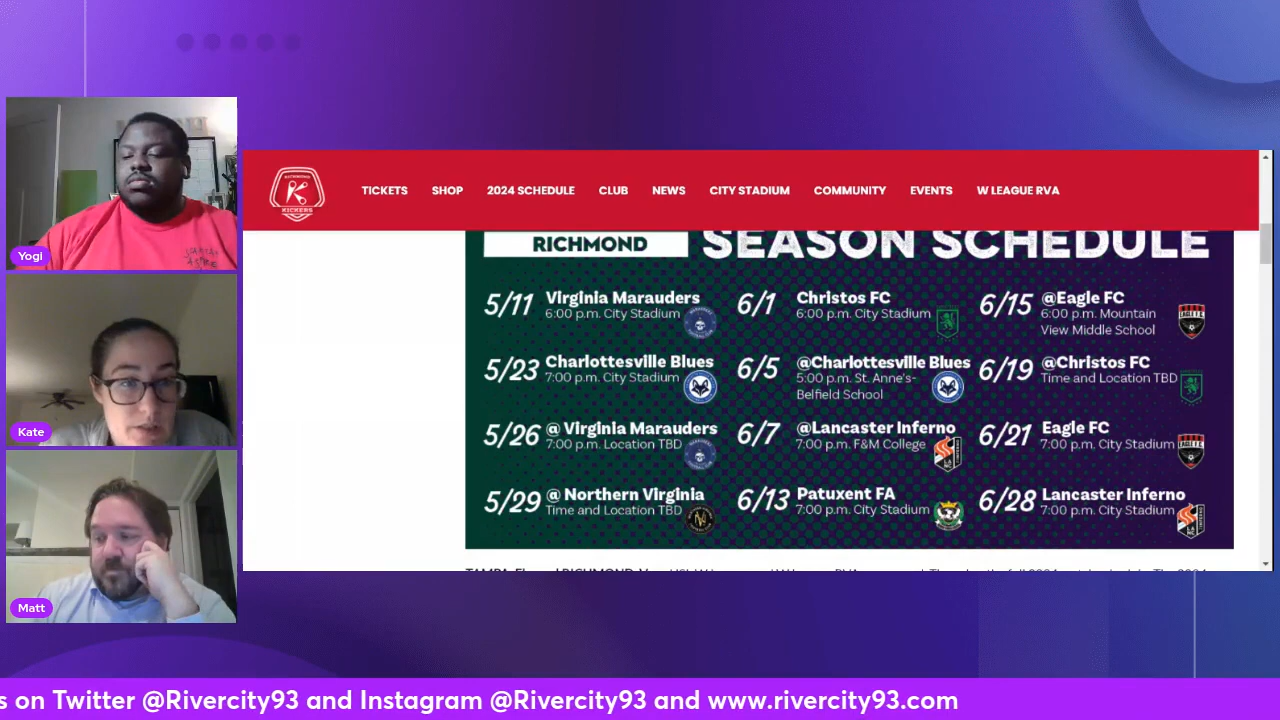 Yogi
Kate
Matt
RICHMOND
KICKERS
TICKETS SHOP 2024 SCHEDULE CLUB NEWS CITY STADIUM COMMUNITY EVENTS W LEAGUE RVA
RICHMOND SEASON SCHEDULE
5/11 Virginia Marauders
6:00 p.m. City Stadium
5/23 Charlottesville Blues
7:00 p.m. City Stadium
5/26 @ Virginia Marauders
7:00 p.m. Location TBD
5/29 @ Northern Virginia
Time and Location TBD
6/1 Christos FC
6:00 p.m. City Stadium
6/5 @Charlottesville Blues
5:00 p.m. St. Anne's-
Belfield School
6/7 @Lancaster Inferno
7:00 p.m. F&M College
6/13 Patuxent FA
7:00 p.m. City Stadium
6/15 @Eagle FC
6:00 p.m. Mountain
View Middle School
6/19 @Christos FC
Time and Location TBD
6/21 Eagle FC
7:00 p.m. City Stadium
6/28 Lancaster Inferno
7:00 p.m. City Stadium
s on Twitter @Rivercity93 and Instagram @Rivercity93 and www.rivercity93.com